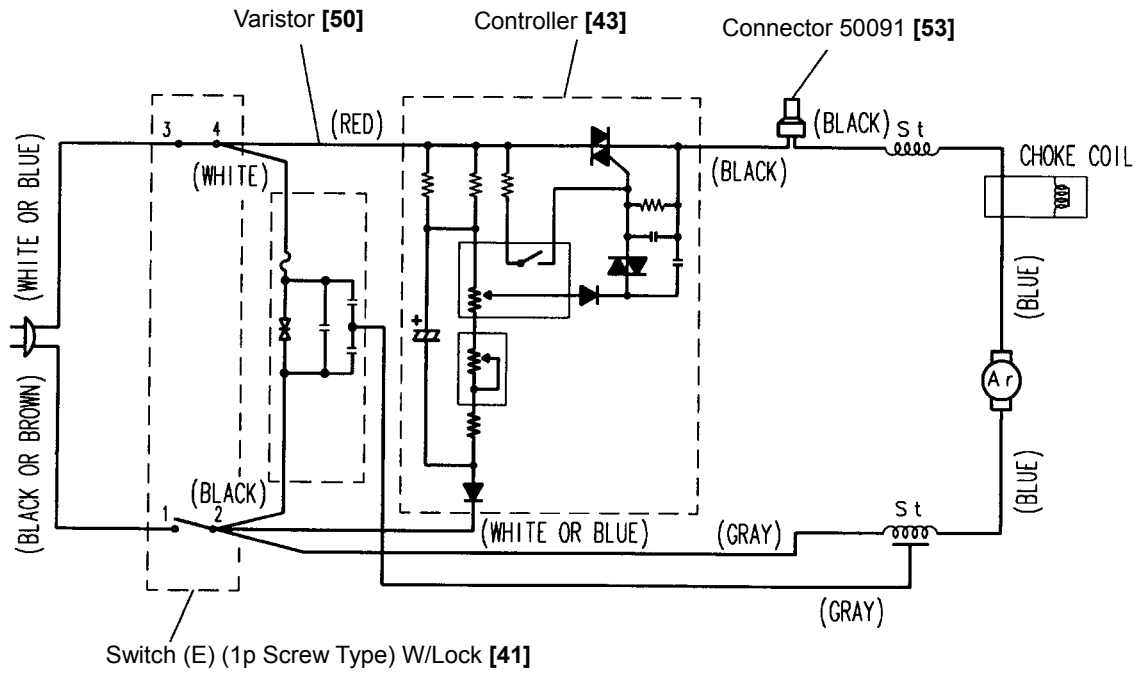 Varistor [50]
Controller [43]
Connector 50091 [53]
3 4
(RED)
(BLACK)
St
(WHITE)
(BLACK)
CHOKE COIL
(WHITE OR BLUE)
(BLUE)
+
Ar
(BLACK OR BROWN)
(BLACK)
1 2
(WHITE OR BLUE)
(GRAY)
St
(BLUE)
(GRAY)
Switch (E) (1p Screw Type) W/Lock [41]